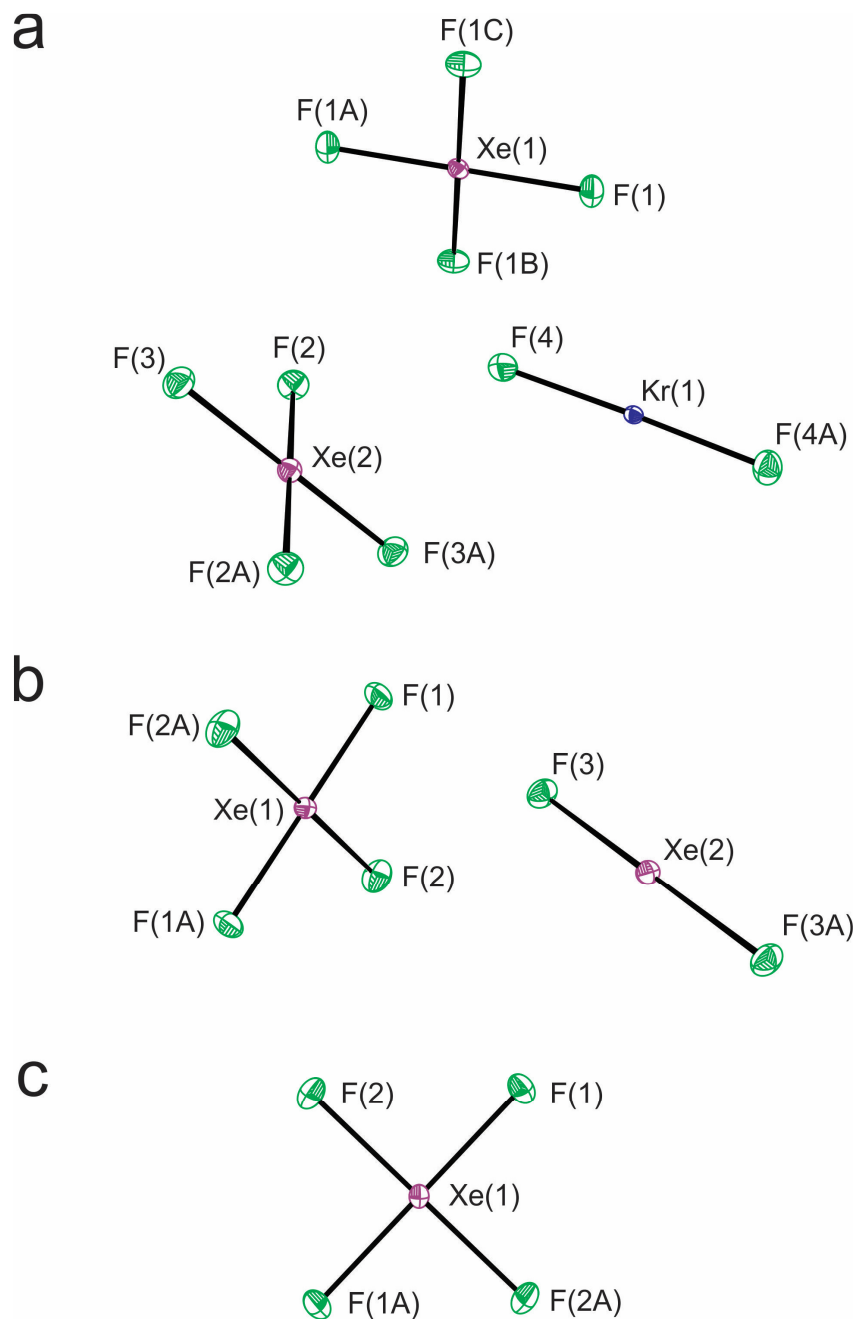 a
F(1C)
F(1A)
Xe(1)
F(1)
F(1B)
F(3)
F(2)
F(4)
Kr(1)
Xe(2)
F(4A)
F(2A)
F(3A)
b
F(2A)
F(1)
Xe(1)
F(3)
Xe(2)
F(2)
F(1A)
F(3A)
c
F(2)
F(1)
Xe(1)
F(1A)
F(2A)